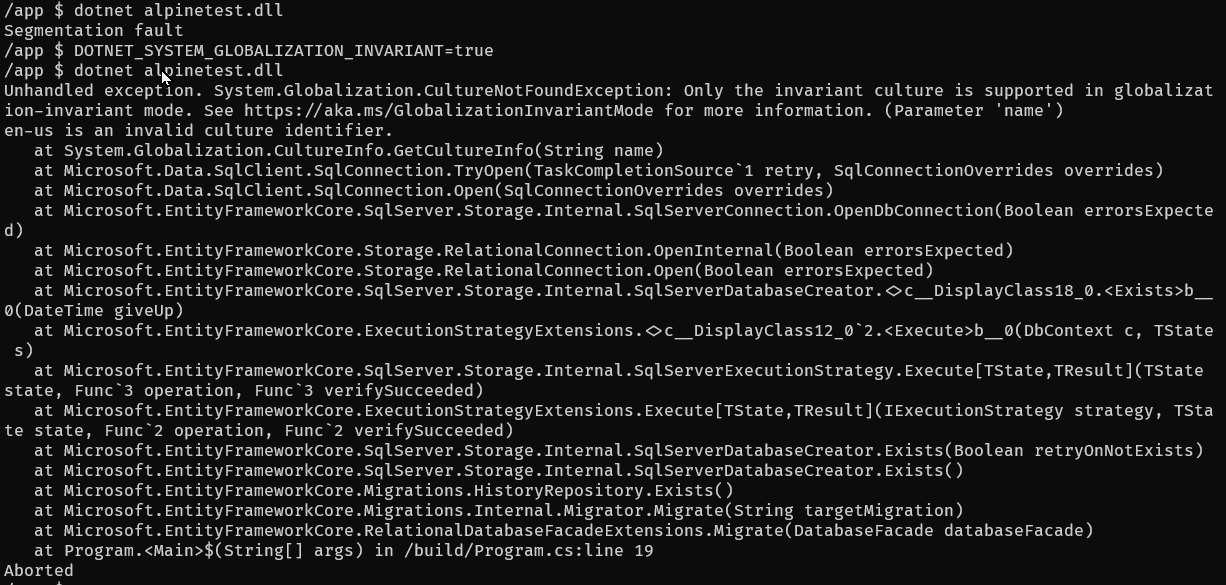 /app $ dotnet alpinetest.dll
Segmentation fault
/app $ DOTNET_SYSTEM_GLOBALIZATION_INVARIANT=true
/app $ dotnet alpinetest.dll
Unhandled exception. System.Globalization.CultureNotFoundException: Only the invariant culture is supported in globalizat
ion-invariant mode. See https://aka.ms/GlobalizationInvariantMode for more information. (Parameter 'name')
en-us is an invalid culture identifier.
   at System.Globalization.CultureInfo.GetCultureInfo(String name)
   at Microsoft.Data.SqlClient.SqlConnection.TryOpen(TaskCompletionSource`1 retry, SqlConnectionOverrides overrides)
   at Microsoft.Data.SqlClient.SqlConnection.Open(SqlConnectionOverrides overrides)
   at Microsoft.EntityFrameworkCore.SqlServer.Storage.Internal.SqlServerConnection.OpenDbConnection(Boolean errorsExpecte
d)
   at Microsoft.EntityFrameworkCore.Storage.RelationalConnection.OpenInternal(Boolean errorsExpected)
   at Microsoft.EntityFrameworkCore.Storage.RelationalConnection.Open(Boolean errorsExpected)
   at Microsoft.EntityFrameworkCore.SqlServer.Storage.Internal.SqlServerDatabaseCreator.<>c__DisplayClass18_0.<Exists>b__
0(DateTime giveUp)
   at Microsoft.EntityFrameworkCore.ExecutionStrategyExtensions.<>c__DisplayClass12_0`2.<Execute>b__0(DbContext c, TState
 s)
   at Microsoft.EntityFrameworkCore.SqlServer.Storage.Internal.SqlServerExecutionStrategy.Execute[TState,TResult](TState
state, Func`3 operation, Func`3 verifySucceeded)
   at Microsoft.EntityFrameworkCore.ExecutionStrategyExtensions.Execute[TState,TResult](IExecutionStrategy strategy, TSta
te state, Func`2 operation, Func`2 verifySucceeded)
   at Microsoft.EntityFrameworkCore.SqlServer.Storage.Internal.SqlServerDatabaseCreator.Exists(Boolean retryOnNotExists)
   at Microsoft.EntityFrameworkCore.SqlServer.Storage.Internal.SqlServerDatabaseCreator.Exists()
   at Microsoft.EntityFrameworkCore.Migrations.HistoryRepository.Exists()
   at Microsoft.EntityFrameworkCore.Migrations.Internal.Migrator.Migrate(String targetMigration)
   at Microsoft.EntityFrameworkCore.RelationalDatabaseFacadeExtensions.Migrate(DatabaseFacade databaseFacade)
   at Program.<Main>$(String[] args) in /build/Program.cs:line 19
Aborted